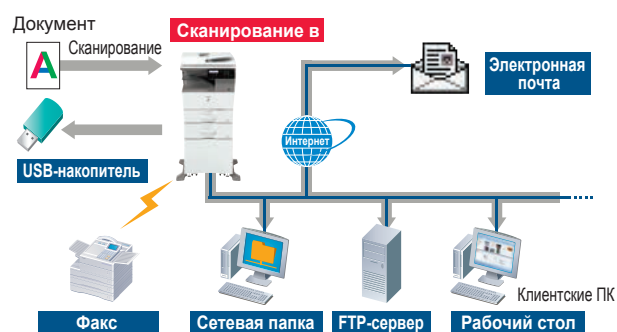 Документ
Сканирование
Сканирование в
A
Электронная
почта
Интернет
USB-накопитель
Клиентские ПК
Факс
Сетевая папка
FTP-сервер
Рабочий стол